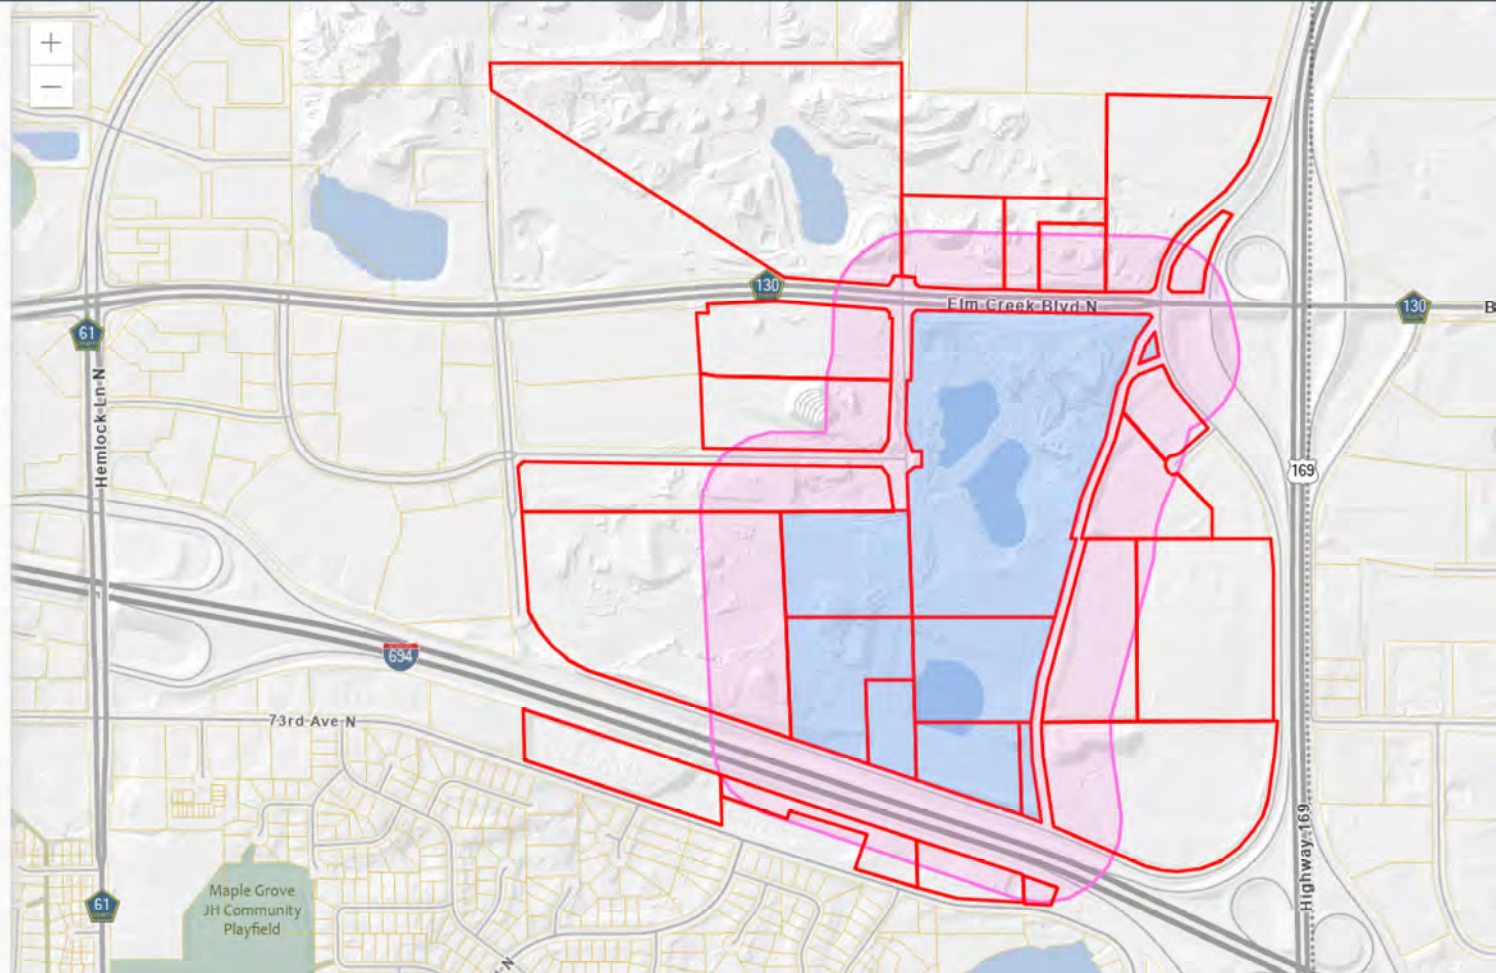 +
−
130
Elm Creek Blvd N
130
B
61
Hemlock Ln N
169
694
73rd Ave N
Highway 169
Maple Grove
JH Community
Playfield
61
N